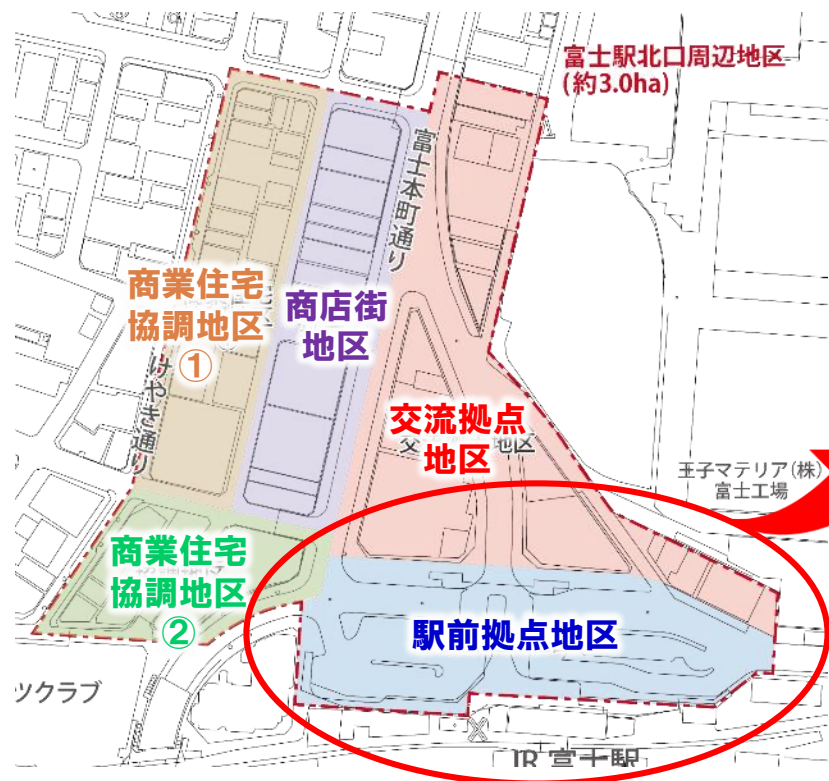 富士駅北口周辺地区
(約3.0ha)
富士本町通り
商業住宅
協調地区
①
商店街
地区
けやき通り
交流拠点
地区
王子マテリア(株)
富士工場
商業住宅
協調地区
②
駅前拠点地区
ツクラブ
JR 富士駅